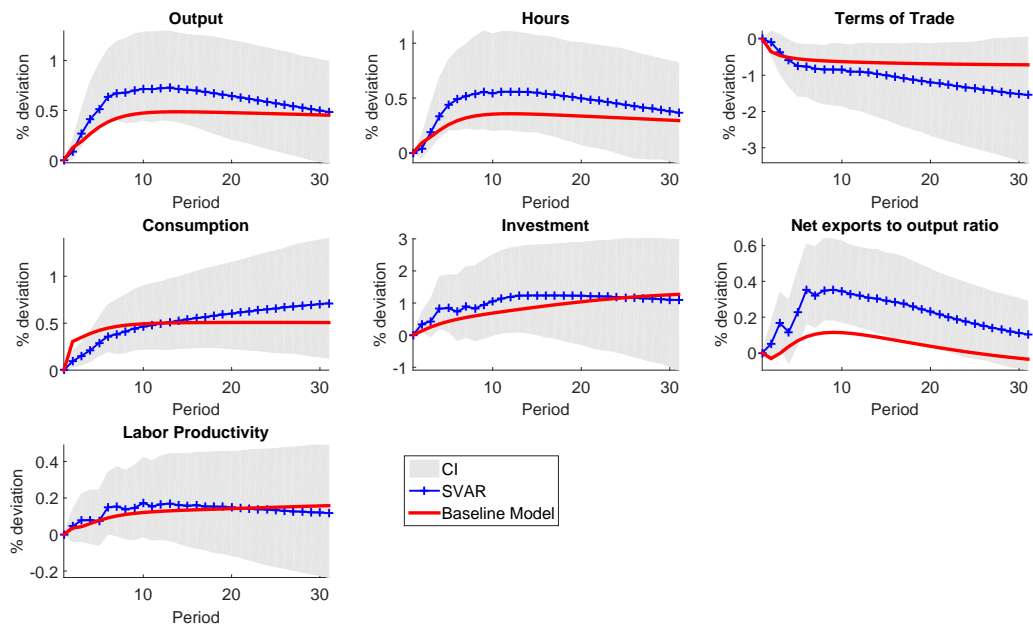 Output
% deviation
1
0.5
0
10
20
30
Period
Hours
% deviation
1
0.5
0
10
20
30
Period
Terms of Trade
% deviation
0
-1
-2
-3
10
20
30
Period
Consumption
% deviation
1
0.5
0
10
20
30
Period
Investment
% deviation
3
2
1
0
-1
10
20
30
Period
Net exports to output ratio
% deviation
0.6
0.4
0.2
0
10
20
30
Period
Labor Productivity
% deviation
0.4
0.2
0
-0.2
10
20
30
Period
CI
SVAR
Baseline Model